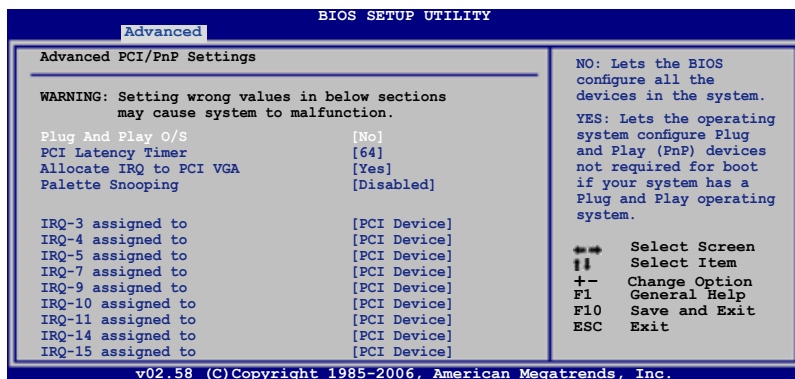 BIOS SETUP UTILITY
Advanced
Advanced PCI/PnP Settings
WARNING: Setting wrong values in below sections
may cause system to malfunction.
Plug And Play O/S [No]
PCI Latency Timer [64]
Allocate IRQ to PCI VGA [Yes]
Palette Snooping [Disabled]
IRQ-3 assigned to [PCI Device]
IRQ-4 assigned to [PCI Device]
IRQ-5 assigned to [PCI Device]
IRQ-7 assigned to [PCI Device]
IRQ-9 assigned to [PCI Device]
IRQ-10 assigned to [PCI Device]
IRQ-11 assigned to [PCI Device]
IRQ-14 assigned to [PCI Device]
IRQ-15 assigned to [PCI Device]
NO: Lets the BIOS
configure all the
devices in the system.
YES: Lets the operating
system configure Plug
and Play (PnP) devices
not required for boot
if your system has a
Plug and Play operating
system.
←→ Select Screen
↑↓ Select Item
+- Change Option
F1 General Help
F10 Save and Exit
ESC Exit
v02.58 (C)Copyright 1985-2006, American Megatrends, Inc.